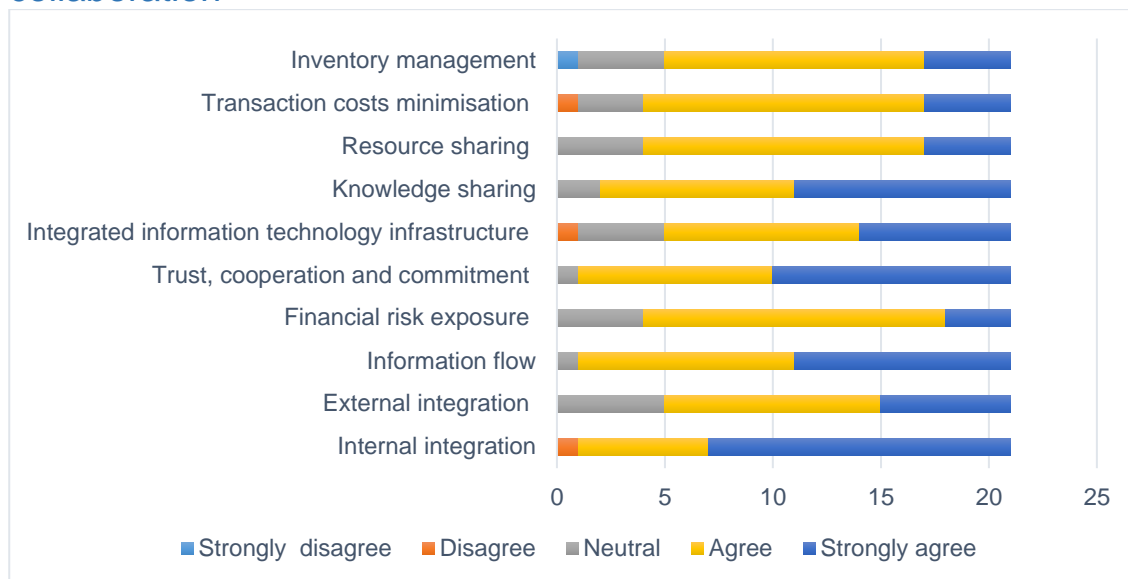 collaboration
Inventory management
Transaction costs minimisation
Resource sharing
Knowledge sharing
Integrated information technology infrastructure
Trust, cooperation and commitment
Financial risk exposure
Information flow
External integration
Internal integration
0 5 10 15 20 25
Strongly disagree Disagree Neutral Agree Strongly agree